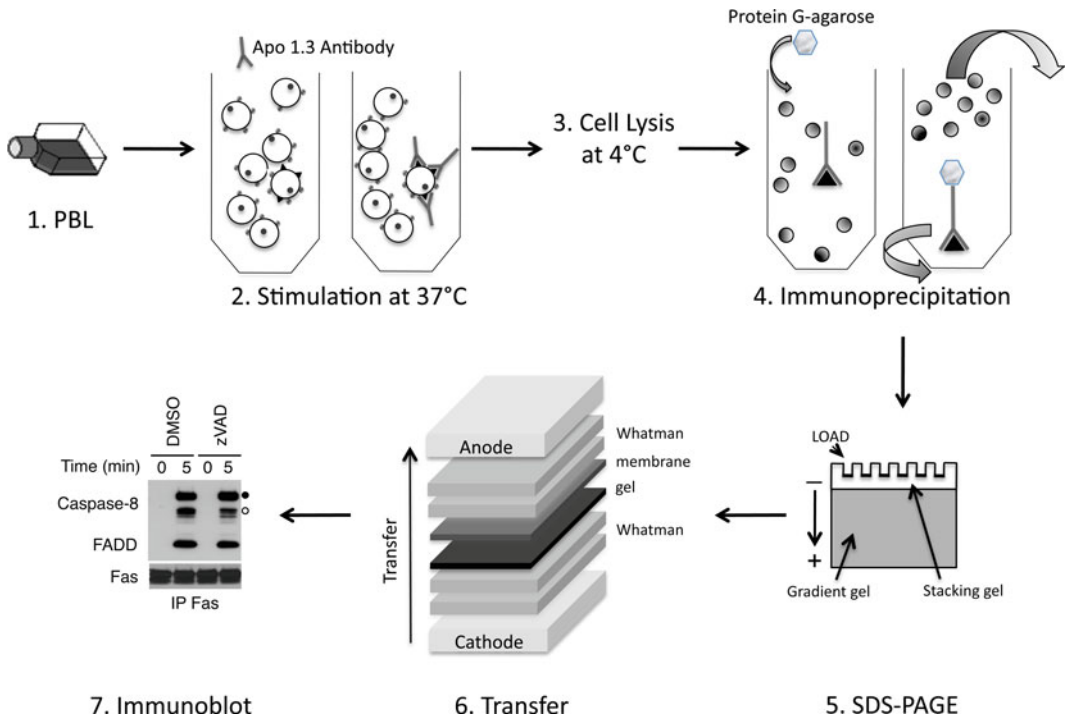 Apo 1.3 Antibody
1. PBL
2. Stimulation at 37°C
3. Cell Lysis
at 4°C
Protein G-agarose
4. Immunoprecipitation
LOAD
–
+
Gradient gel
Stacking gel
5. SDS-PAGE
Anode
Whatman
membrane
gel
Whatman
Transfer
Cathode
6. Transfer
DMSO
zVAD
Time (min) 0 5 0 5
Caspase-8
FADD
Fas
IP Fas
7. Immunoblot